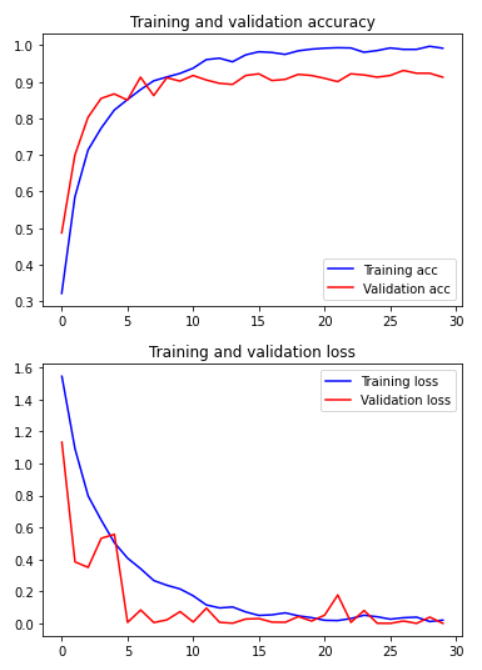 Training and validation accuracy
1.0
0.9
0.8
0.7
0.6
0.5
0.4
0.3
Training acc
Validation acc
0 5 10 15 20 25 30
Training and validation loss
1.6
1.4
1.2
1.0
0.8
0.6
0.4
0.2
0.0
Training loss
Validation loss
0 5 10 15 20 25 30